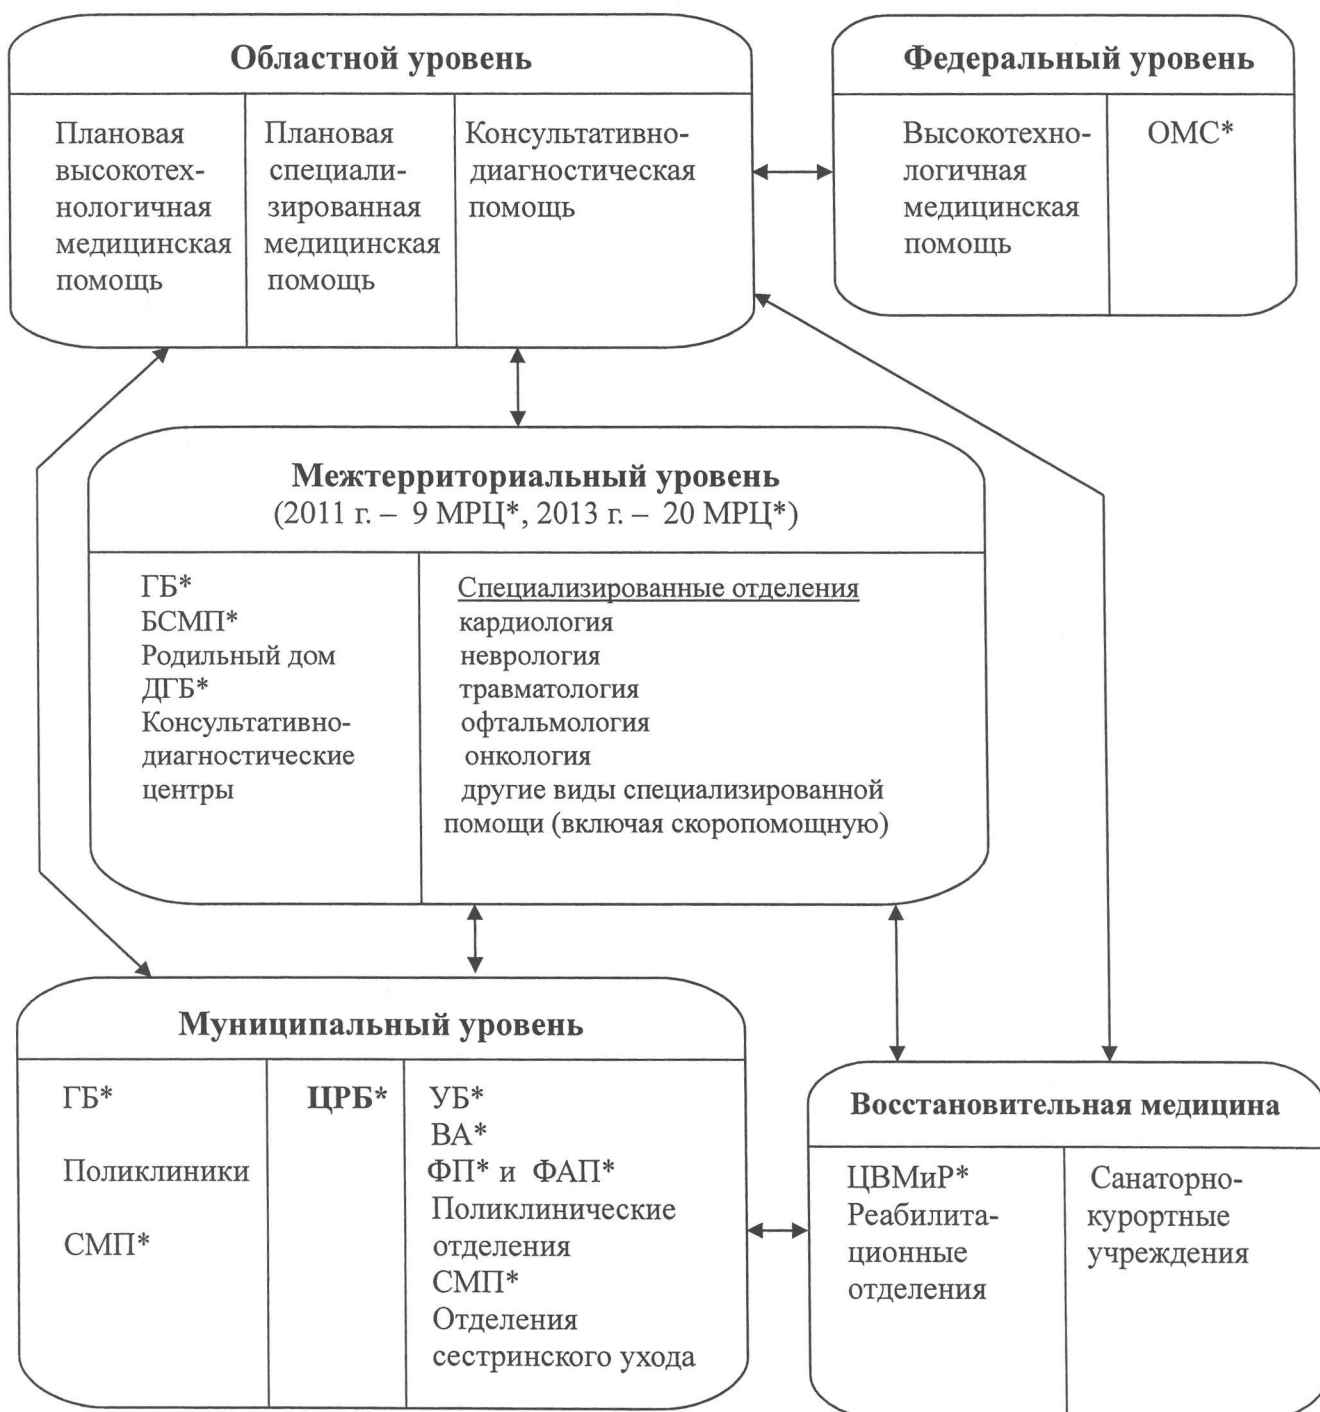 Областной уровень
Плановая
высокотех-
нологичная
медицинская
помощь
Плановая
специали-
зированная
медицинская
помощь
Консультативно-
диагностическая
помощь
Федеральный уровень
Высокотехно-
логичная
медицинская
помощь
ОМС*
Межтерриториальный уровень
(2011 г. – 9 МРЦ*, 2013 г. – 20 МРЦ*)
ГБ*
БСМП*
Родильный дом
ДГБ*
Консультативно-
диагностические
центры
Специализированные отделения
кардиология
неврология
травматология
офтальмология
онкология
другие виды специализированной
помощи (включая скоропомощную)
Муниципальный уровень
ГБ*
Поликлиники
СМП*
ЦРБ*
УБ*
ВА*
ФП* и ФАП*
Поликлинические
отделения
СМП*
Отделения
сестринского ухода
Восстановительная медицина
ЦВМиР*
Реабилита-
ционные
отделения
Санаторно-
курортные
учреждения